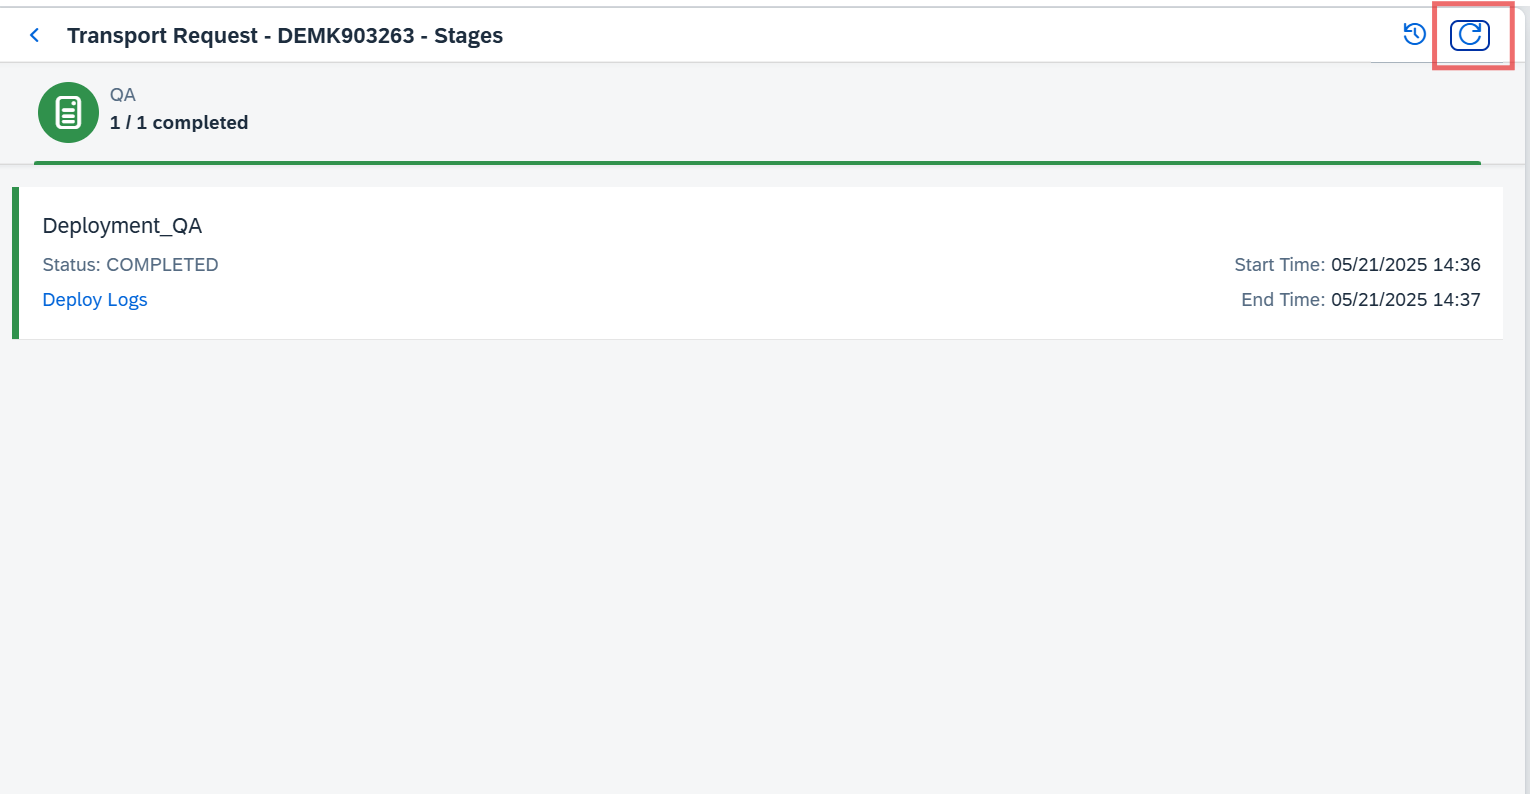 Transport Request - DEMK903263 - Stages
QA
1 / 1 completed
Deployment_QA
Status: COMPLETED
Start Time: 05/21/2025 14:36
Deploy Logs
End Time: 05/21/2025 14:37